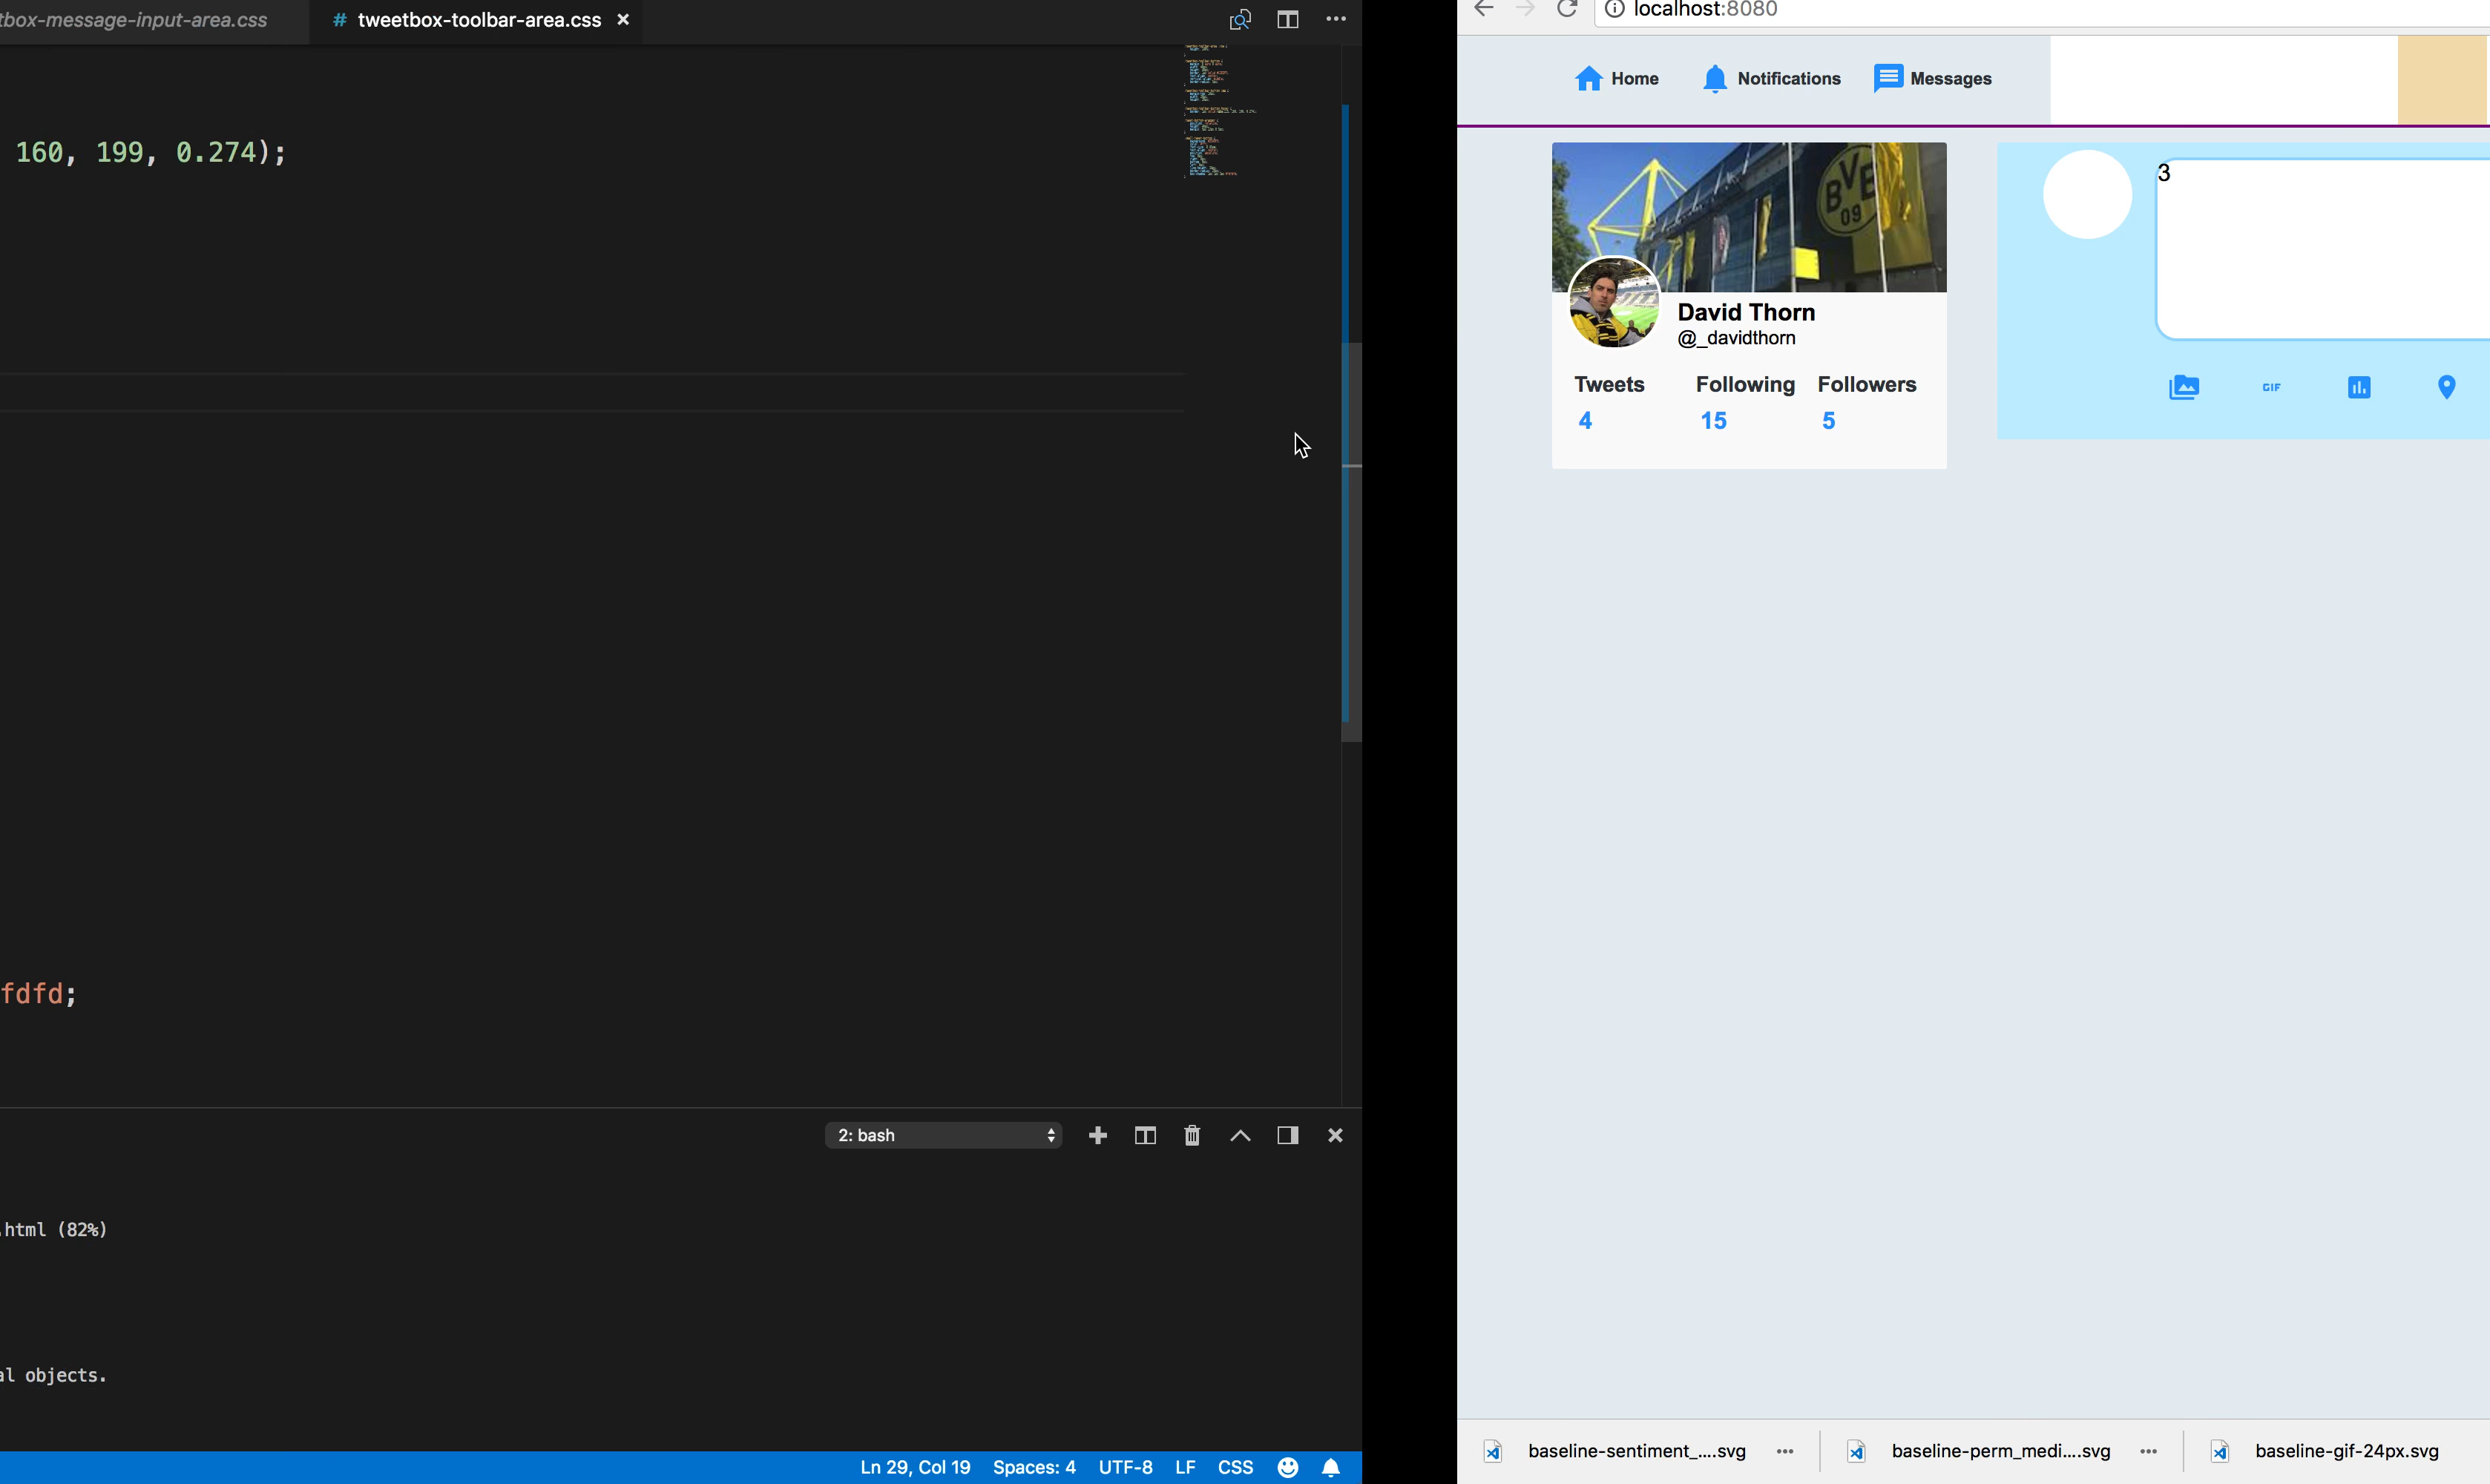 tbox-message-input-area.css
# tweetbox-toolbar-area.css ×
160, 199, 0.274);
fdfd;
2: bash
.html (82%)
al objects.
Ln 29, Col 19 Spaces: 4 UTF-8 LF CSS
localhost:8080
Home Notifications Messages
BVB
09
3
David Thorn
@_davidthorn
Tweets Following Followers
4 15 5
GIF
baseline-sentiment_....svg
baseline-perm_medi....svg
baseline-gif-24px.svg